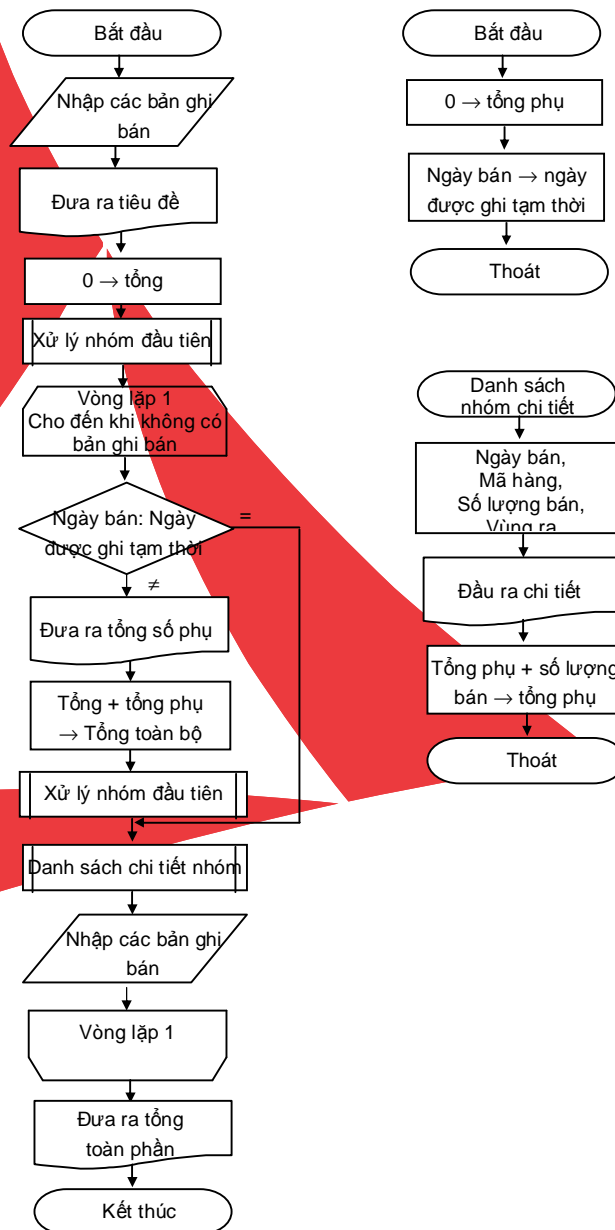 Bắt đầu
Nhập các bản ghi
bán
Đưa ra tiêu đề
0 → tổng
Xử lý nhóm đầu tiên
Vòng lặp 1
Cho đến khi không có
bản ghi bán
Ngày bán: Ngày
được ghi tạm thời
=
≠
Đưa ra tổng số phụ
Tổng + tổng phụ
→ Tổng toàn bộ
Xử lý nhóm đầu tiên
Danh sách chi tiết nhóm
Nhập các bản ghi
bán
Vòng lặp 1
Đưa ra tổng
toàn phần
Kết thúc
Bắt đầu
0 → tổng phụ
Ngày bán → ngày
được ghi tạm thời
Thoát
Danh sách
nhóm chi tiết
Ngày bán,
Mã hàng,
Số lượng bán,
Vùng ra
Đầu ra chi tiết
Tổng phụ + số lượng
bán → tổng phụ
Thoát